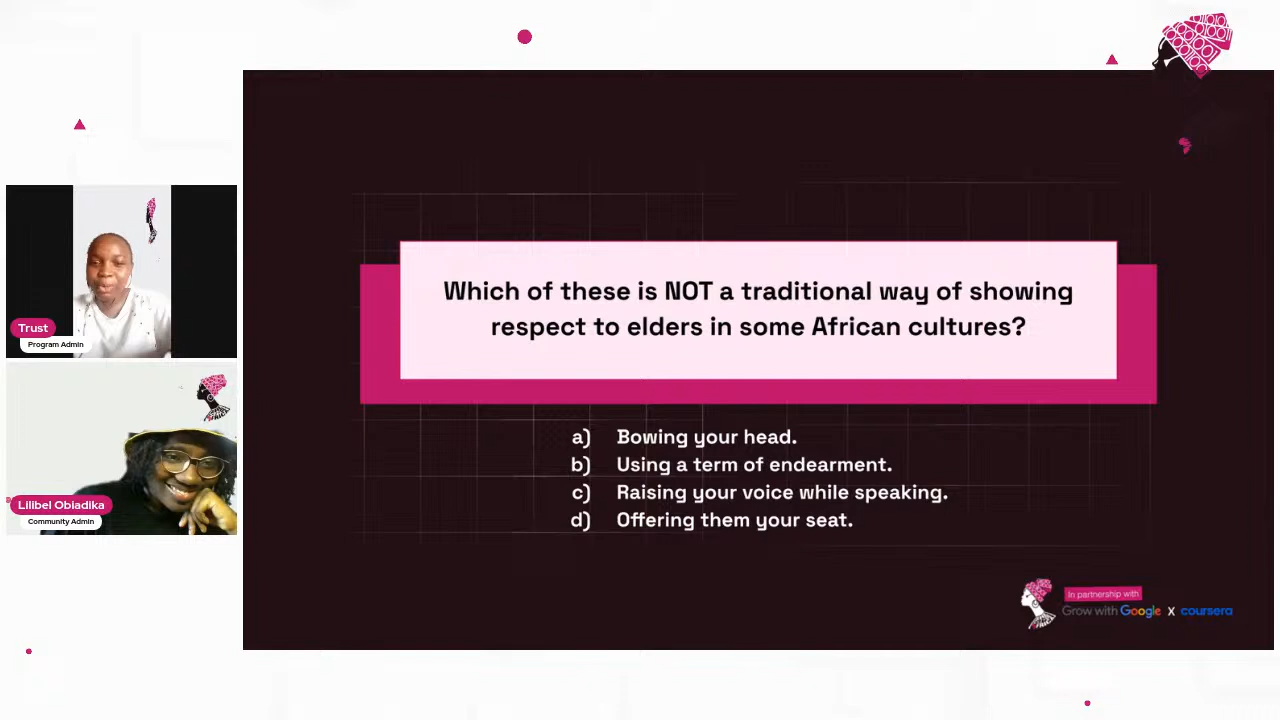 Which of these is NOT a traditional way of showing
respect to elders in some African cultures?
a) Bowing your head.
b) Using a term of endearment.
c) Raising your voice while speaking.
d) Offering them your seat.
Trust
Program Admin
Lilibel Obiadika
Community Admin
In partnership with
Grow with Google X coursera